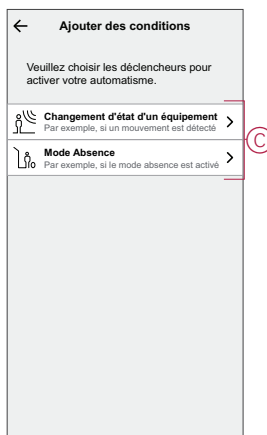 Ajouter des conditions
Veuillez choisir les déclencheurs pour
activer votre automatisme.
Changement d'état d'un équipement
Par exemple, si un mouvement est détecté
C
Mode Absence
Par exemple, si le mode absence est activé